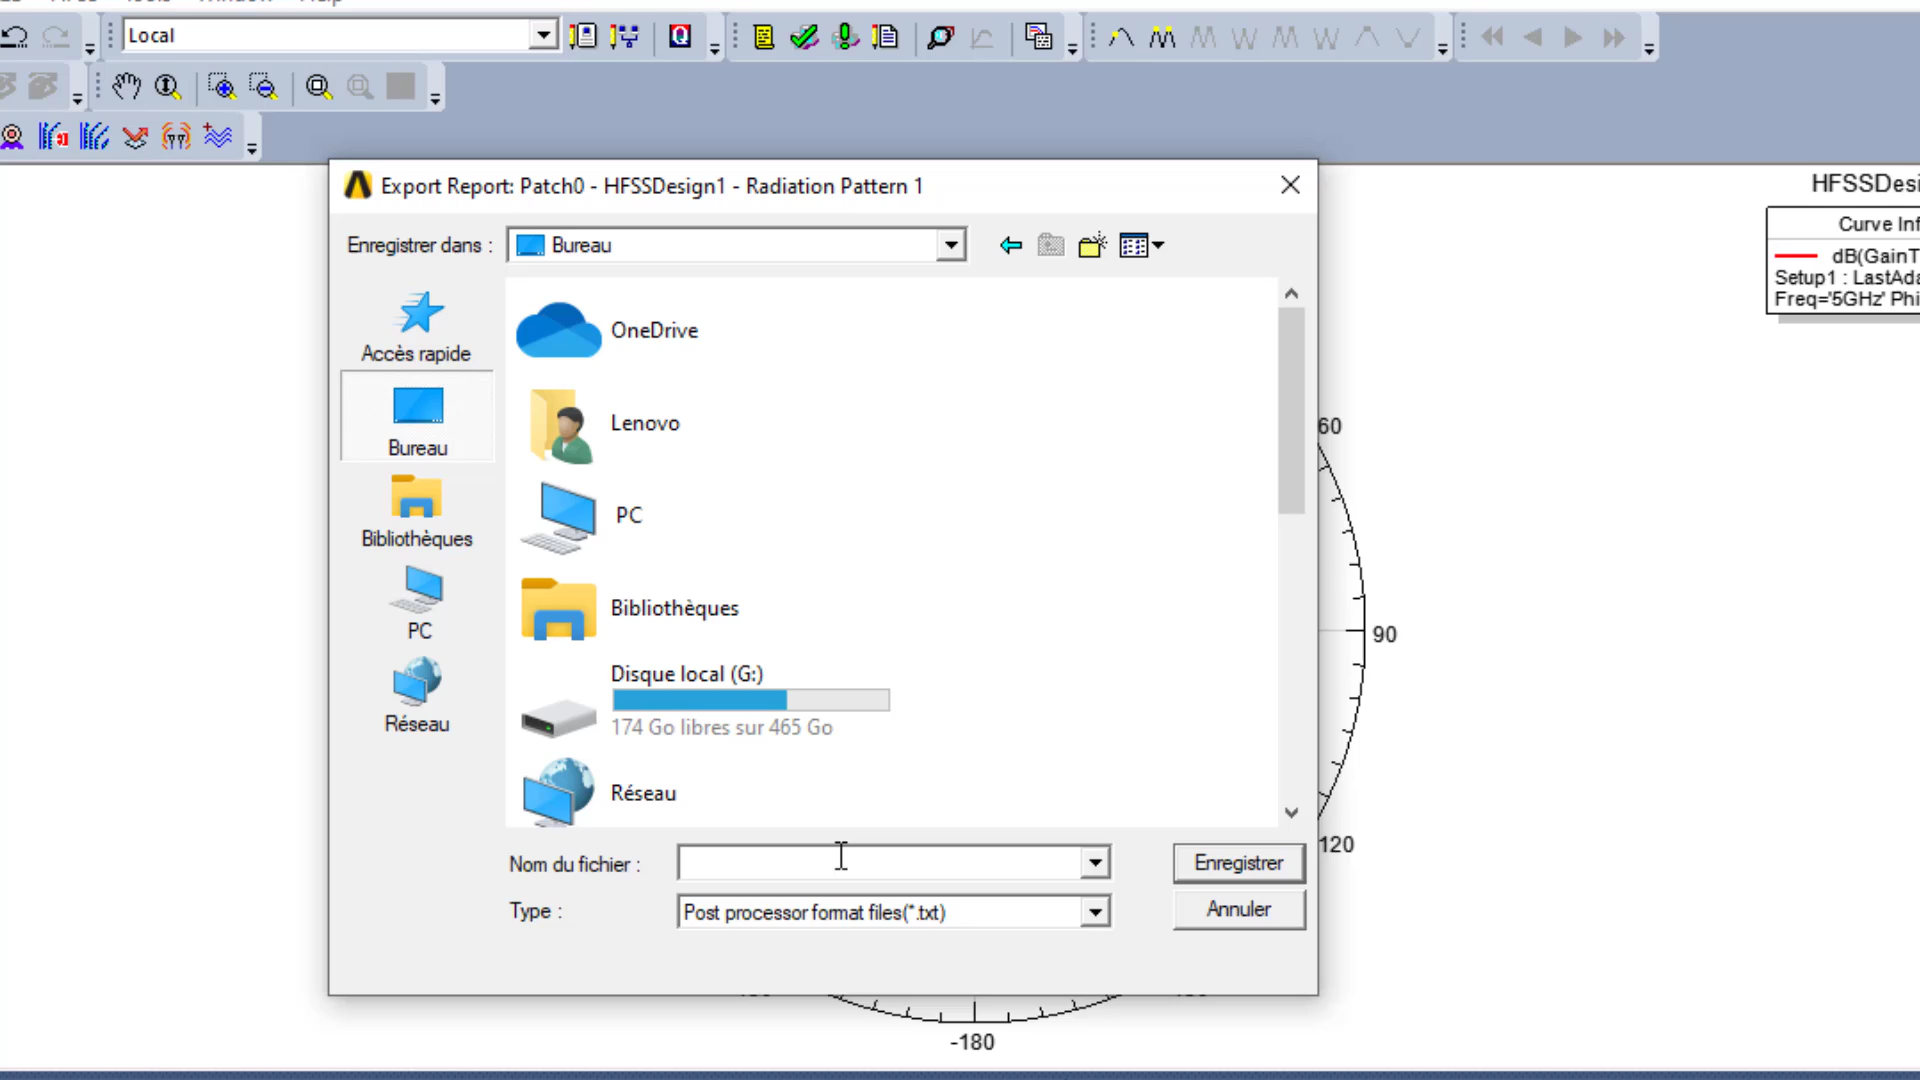 Local
Export Report: Patch0 - HFSSDesign1 - Radiation Pattern 1
HFSSDesi
Curve Inf
dB(GainT
Setup1 : LastAda
Freq='5GHz' Phi
Enregistrer dans :
Bureau
Accès rapide
Bureau
Bibliothèques
PC
Réseau
OneDrive
Lenovo
PC
Bibliothèques
Disque local (G:)
174 Go libres sur 465 Go
Réseau
Nom du fichier :
Enregistrer
Type :
Post processor format files(*.txt)
Annuler
60
90
120
-180